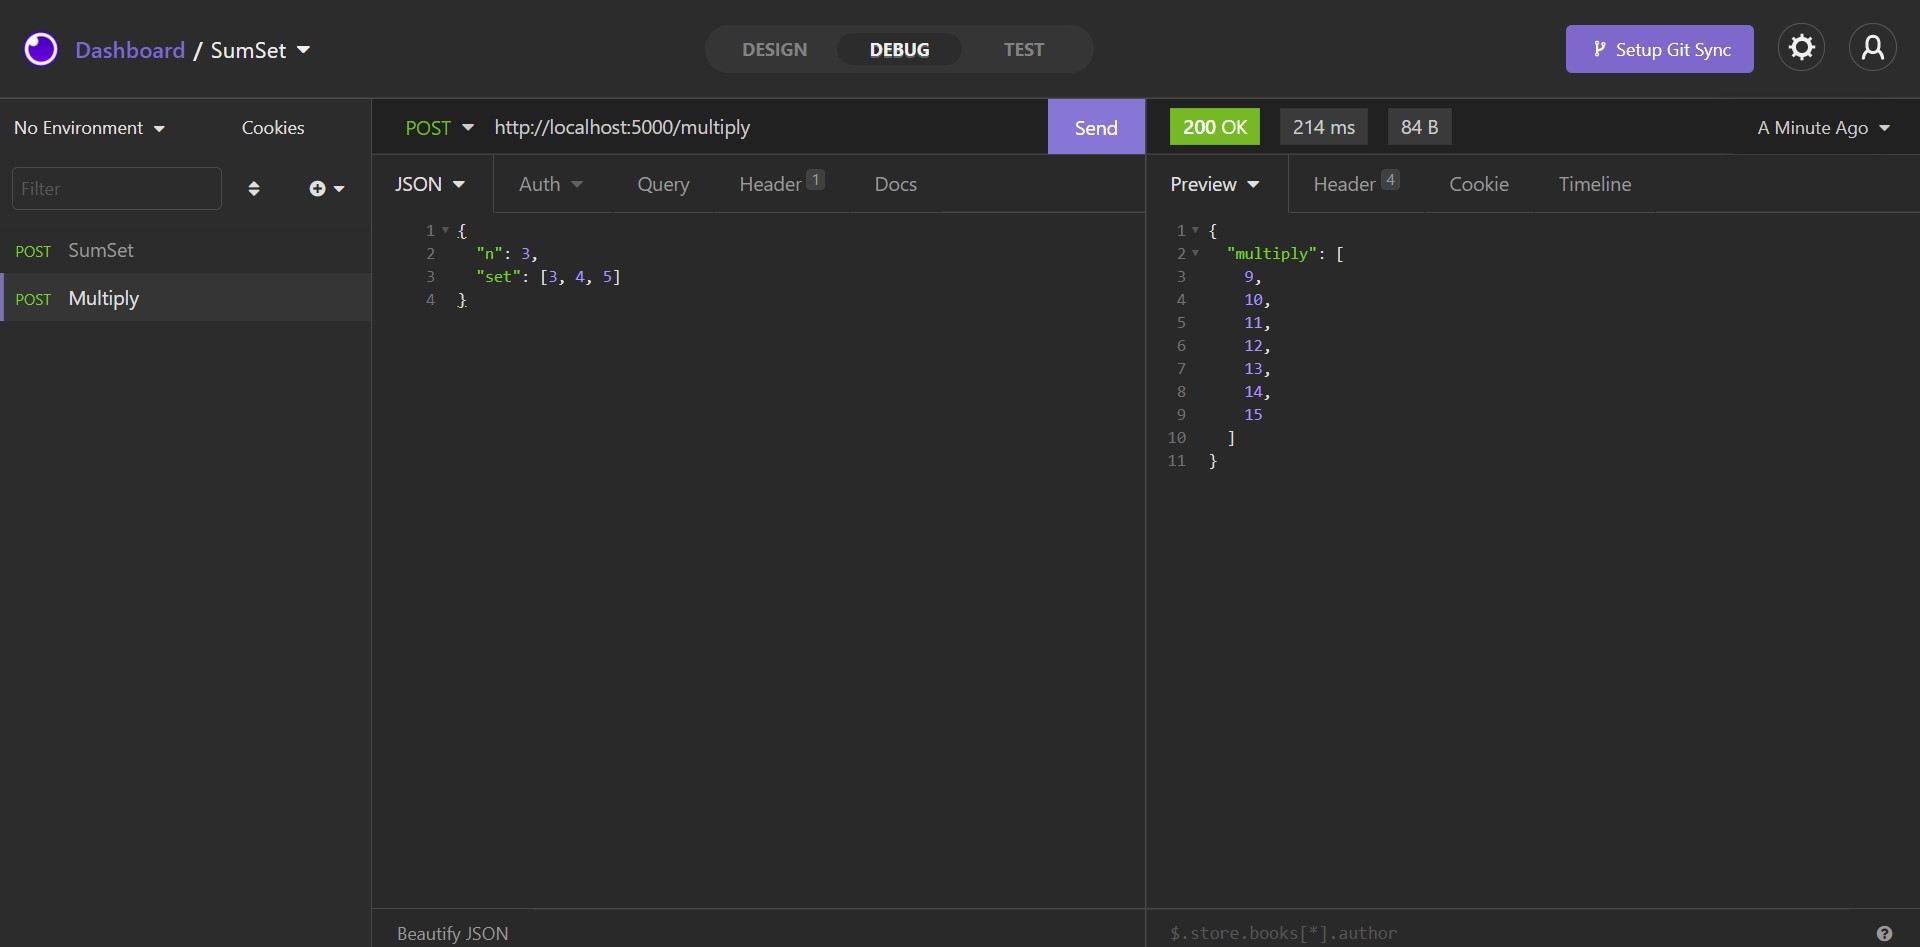 Dashboard / SumSet
DESIGN DEBUG TEST
Setup Git Sync
No Environment Cookies
Filter
POST SumSet
POST Multiply
POST http://localhost:5000/multiply Send
JSON Auth Query Header 1 Docs
1 {
2 "n": 3,
3 "set": [3, 4, 5]
4 }
Beautify JSON
200 OK 214 ms 84 B A Minute Ago
Preview Header 4 Cookie Timeline
1 {
2 "multiply": [
3 9,
4 10,
5 11,
6 12,
7 13,
8 14,
9 15
10 ]
11 }
$.store.books[*].author ?